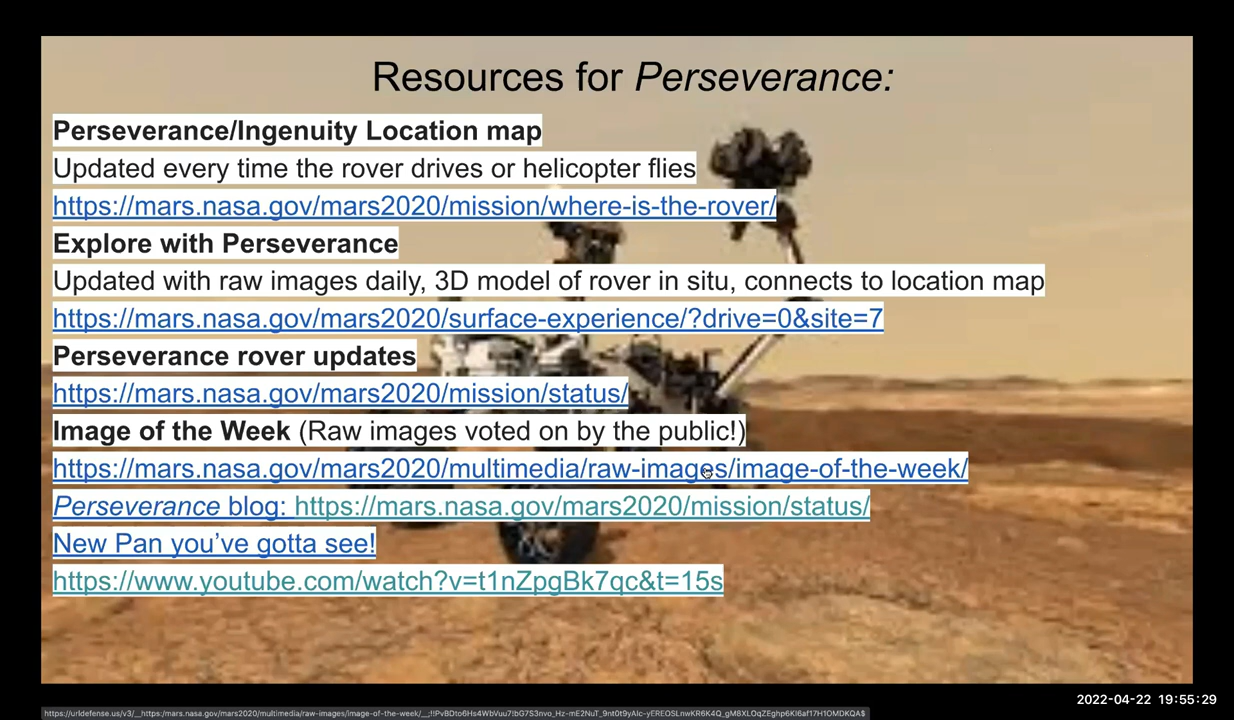 Resources for Perseverance:
Perseverance/Ingenuity Location map
Updated every time the rover drives or helicopter flies
https://mars.nasa.gov/mars2020/mission/where-is-the-rover/
Explore with Perseverance
Updated with raw images daily, 3D model of rover in situ, connects to location map
https://mars.nasa.gov/mars2020/surface-experience/?drive=0&site=7
Perseverance rover updates
https://mars.nasa.gov/mars2020/mission/status/
Image of the Week (Raw images voted on by the public!)
https://mars.nasa.gov/mars2020/multimedia/raw-images/image-of-the-week/
Perseverance blog: https://mars.nasa.gov/mars2020/mission/status/
New Pan you’ve gotta see!
https://www.youtube.com/watch?v=t1nZpgBk7qc&t=15s
2022-04-22 19:55:29